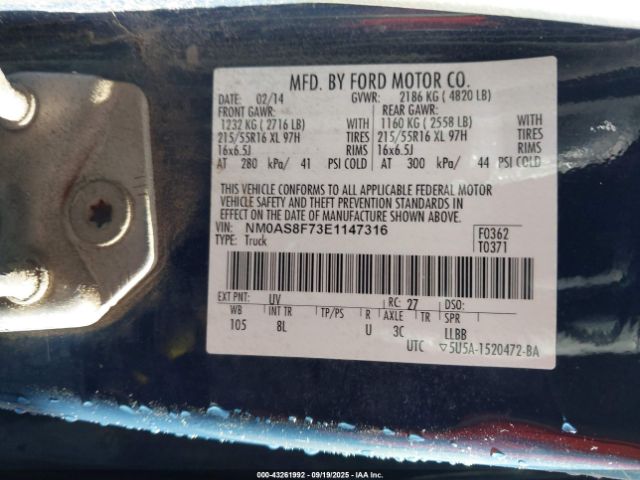 MFD. BY FORD MOTOR CO.
DATE: 02/14 GVWR: 2186 KG ( 4820 LB)
FRONT GAWR: REAR GAWR:
1232 KG ( 2716 LB) WITH 1160 KG ( 2558 LB) WITH
215/55R16 XL 97H TIRES 215/55R16 XL 97H TIRES
16x6.5J RIMS 16x6.5J RIMS
AT 280 kPa/ 41 PSI COLD AT 300 kPa/ 44 PSI COLD
THIS VEHICLE CONFORMS TO ALL APPLICABLE FEDERAL MOTOR
VEHICLE SAFETY AND THEFT PREVENTION STANDARDS IN
EFFECT ON THE DATE OF MANUFACTURE SHOWN ABOVE.
VIN: NM0AS8F73E1147316 F0362
TYPE: Truck T0371
EXT PNT: UV RC: 27 DSO:
WB INT TR TP/PS R AXLE TR SPR
105 8L U 3C LLBB
UTC ▽5U5A-1520472-BA
000-43261992 - 09/19/2025 - IAA Inc.